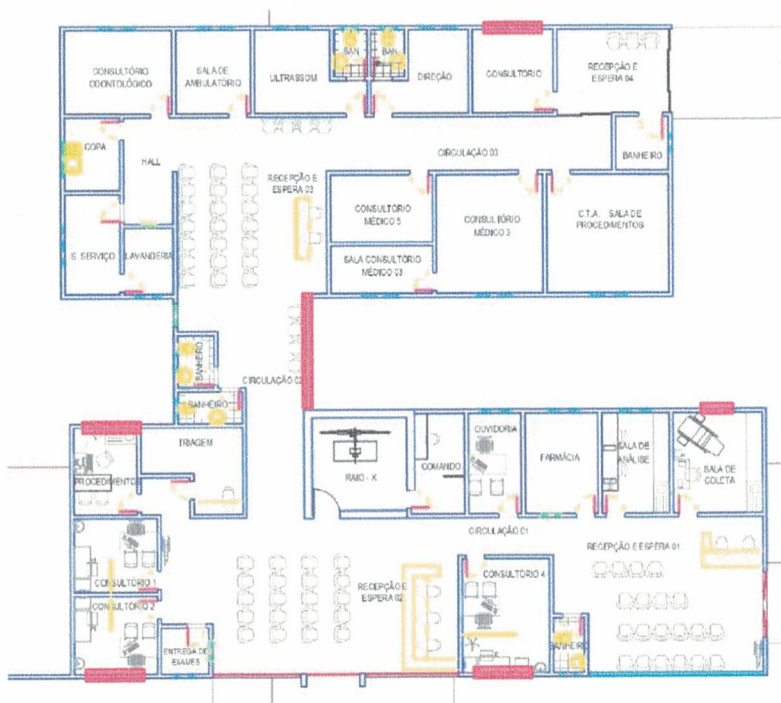 CONSULTÓRIO
ODONTOLÓGICO
SALA DE
AMBULATÓRIO
ULTRASSOM
BAN
BAN
DIREÇÃO
CONSULTÓRIO
RECEPÇÃO E
ESPERA 04
COPA
HALL
CIRCULAÇÃO 03
BANHEIRO
RECEPÇÃO E
ESPERA 03
CONSULTÓRIO
MÉDICO 5
CONSULTÓRIO
MÉDICO 3
C.T.A. SALA DE
PROCEDIMENTOS
S. SERVIÇO
LAVANDERIA
SALA CONSULTÓRIO
MÉDICO 03
BANHEIRO
CIRCULAÇÃO 02
BANHEIRO
TRIAGEM
PROCEDIMENTO
RAIO - X
COMANDO
OUVIDORIA
FARMÁCIA
SALA DE
ANÁLISE
SALA DE
COLETA
CIRCULAÇÃO 01
RECEPÇÃO E ESPERA 01
CONSULTÓRIO 1
RECEPÇÃO E
ESPERA 02
CONSULTÓRIO 4
CONSULTÓRIO 2
ENTREGA DE
EXAMES
BANHEIRO